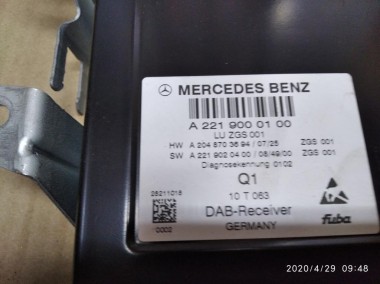 MERCEDES BENZ
A 221 900 01 00
LU ZGS 001
HW A 204 870 36 94 / 07/25 ZGS 001
SW A 221 902 04 00 / 08/49/00 ZGS 001
Diagnosekennung 0102
Q1
25211015
10 T 063
DAB-Receiver
0002
GERMANY
fuba
2020/4/29 09:48